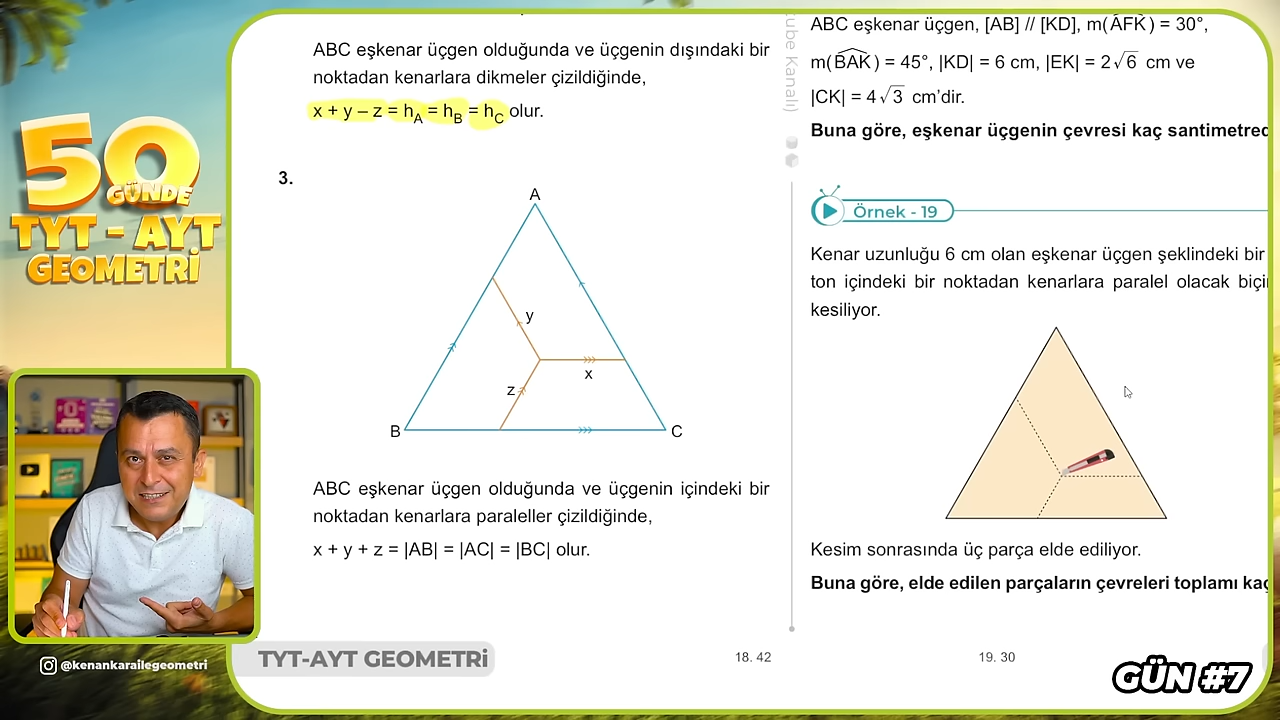 50
GÜNDE
TYT - AYT
GEOMETRİ
@kenankarailegeometri
ABC eşkenar üçgen olduğunda ve üçgenin dışındaki bir
noktadan kenarlara dikmeler çizildiğinde,
x + y – z = hA = hB = hC olur.
3.
A
y
x
z
B
C
ABC eşkenar üçgen olduğunda ve üçgenin içindeki bir
noktadan kenarlara paraleller çizildiğinde,
x + y + z = |AB| = |AC| = |BC| olur.
TYT-AYT GEOMETRİ
18. 42
ube Kanalı)
ABC eşkenar üçgen, [AB] // [KD], m(AFK) = 30°,
m(BAK) = 45°, |KD| = 6 cm, |EK| = 2√6 cm ve
|CK| = 4√3 cm'dir.
Buna göre, eşkenar üçgenin çevresi kaç santimetred
Örnek - 19
Kenar uzunluğu 6 cm olan eşkenar üçgen şeklindeki bir
ton içindeki bir noktadan kenarlara paralel olacak biçi
kesiliyor.
Kesim sonrasında üç parça elde ediliyor.
Buna göre, elde edilen parçaların çevreleri toplamı kaç
19. 30
GÜN #7